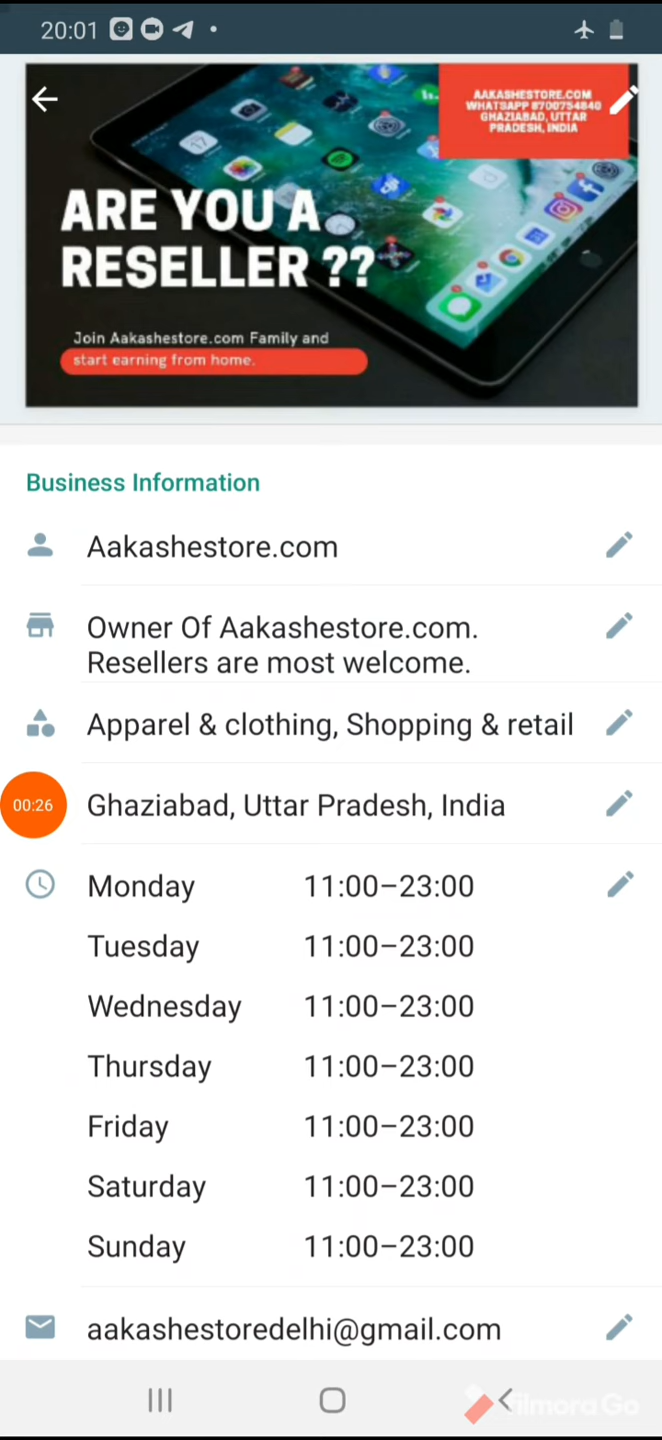 20:01
AAKASHESTORE.COM
WHATSAPP 8700754840
GHAZIABAD, UTTAR
PRADESH, INDIA
ARE YOU A
RESELLER ??
Join Aakashestore.com Family and
start earning from home.
Business Information
Aakashestore.com
Owner Of Aakashestore.com.
Resellers are most welcome.
Apparel & clothing, Shopping & retail
00:26
Ghaziabad, Uttar Pradesh, India
Monday 11:00–23:00
Tuesday 11:00–23:00
Wednesday 11:00–23:00
Thursday 11:00–23:00
Friday 11:00–23:00
Saturday 11:00–23:00
Sunday 11:00–23:00
aakashestoredelhi@gmail.com
filmora Go